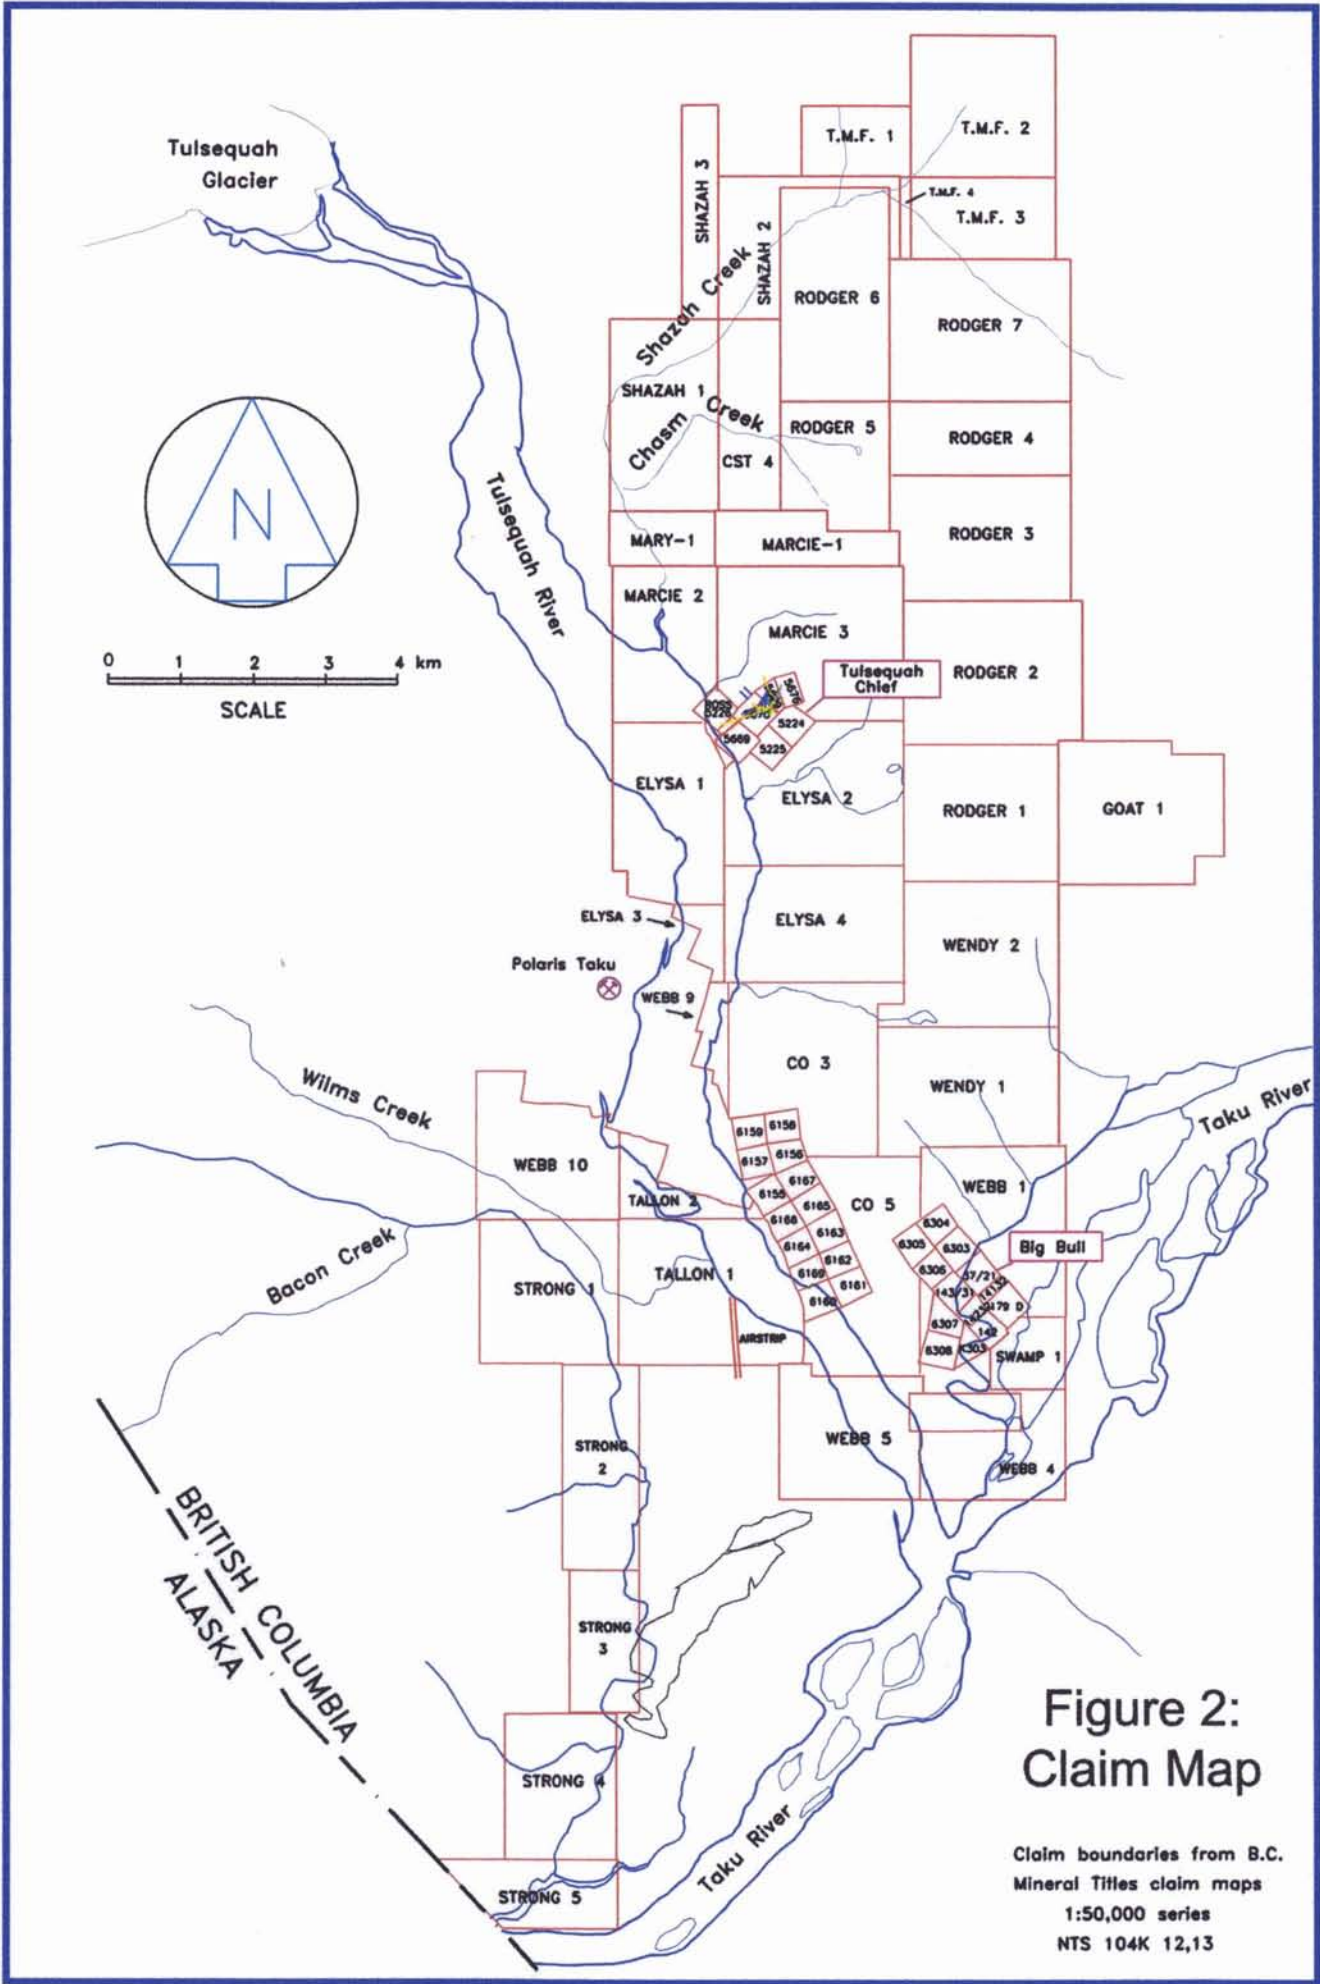 Tulsequah
Glacier
T.M.F. 1
T.M.F. 2
T.M.F. 4
T.M.F. 3
SHAZAH 3
SHAZAH 2
Shazah Creek
RODGER 6
RODGER 7
SHAZAH 1
Chasm Creek
RODGER 5
RODGER 4
CST 4
N
Tulsequah River
RODGER 3
MARY-1
MARCIE-1
MARCIE 2
MARCIE 3
0 1 2 3 4 km
SCALE
Tulsequah
Chief
RODGER 2
5676
5224
5669
5225
ELYSA 1
ELYSA 2
RODGER 1
GOAT 1
ELYSA 3
ELYSA 4
WENDY 2
Polaris Taku
WEBB 9
CO 3
WENDY 1
Wilms Creek
Taku River
6159
6158
6157
6156
WEBB 10
6167
WEBB 1
6155
6165
TALLON 2
CO 5
6166
6163
6304
6305
6303
Big Bull
6164
6162
6306
37/21
Bacon Creek
6169
6161
TALLON 1
STRONG 1
143/31
6160
6307
142
AIRSTRIP
6308
SWAMP 1
WEBB 5
WEBB 4
STRONG
2
BRITISH COLUMBIA
ALASKA
STRONG
3
STRONG 4
STRONG 5
Taku River
Figure 2:
Claim Map
Claim boundaries from B.C.
Mineral Titles claim maps
1:50,000 series
NTS 104K 12,13